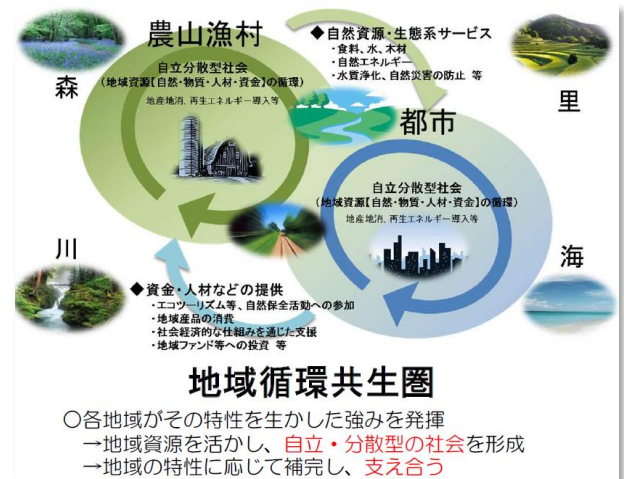 農山漁村
自立分散型社会
(地域資源【自然・物質・人材・資金】の循環)
地産地消、再生エネルギー導入等
森
◆自然資源・生態系サービス
・食料、水、木材
・自然エネルギー
・水質浄化、自然災害の防止 等
里
都市
自立分散型社会
(地域資源【自然・物質・人材・資金】の循環)
地産地消、再生エネルギー導入等
川
◆資金・人材などの提供
・エコツーリズム等、自然保全活動への参加
・地域産品の消費
・社会経済的な仕組みを通じた支援
・地域ファンド等への投資 等
海
地域循環共生圏
○各地域がその特性を生かした強みを発揮
→地域資源を活かし、自立・分散型の社会を形成
→地域の特性に応じて補完し、支え合う